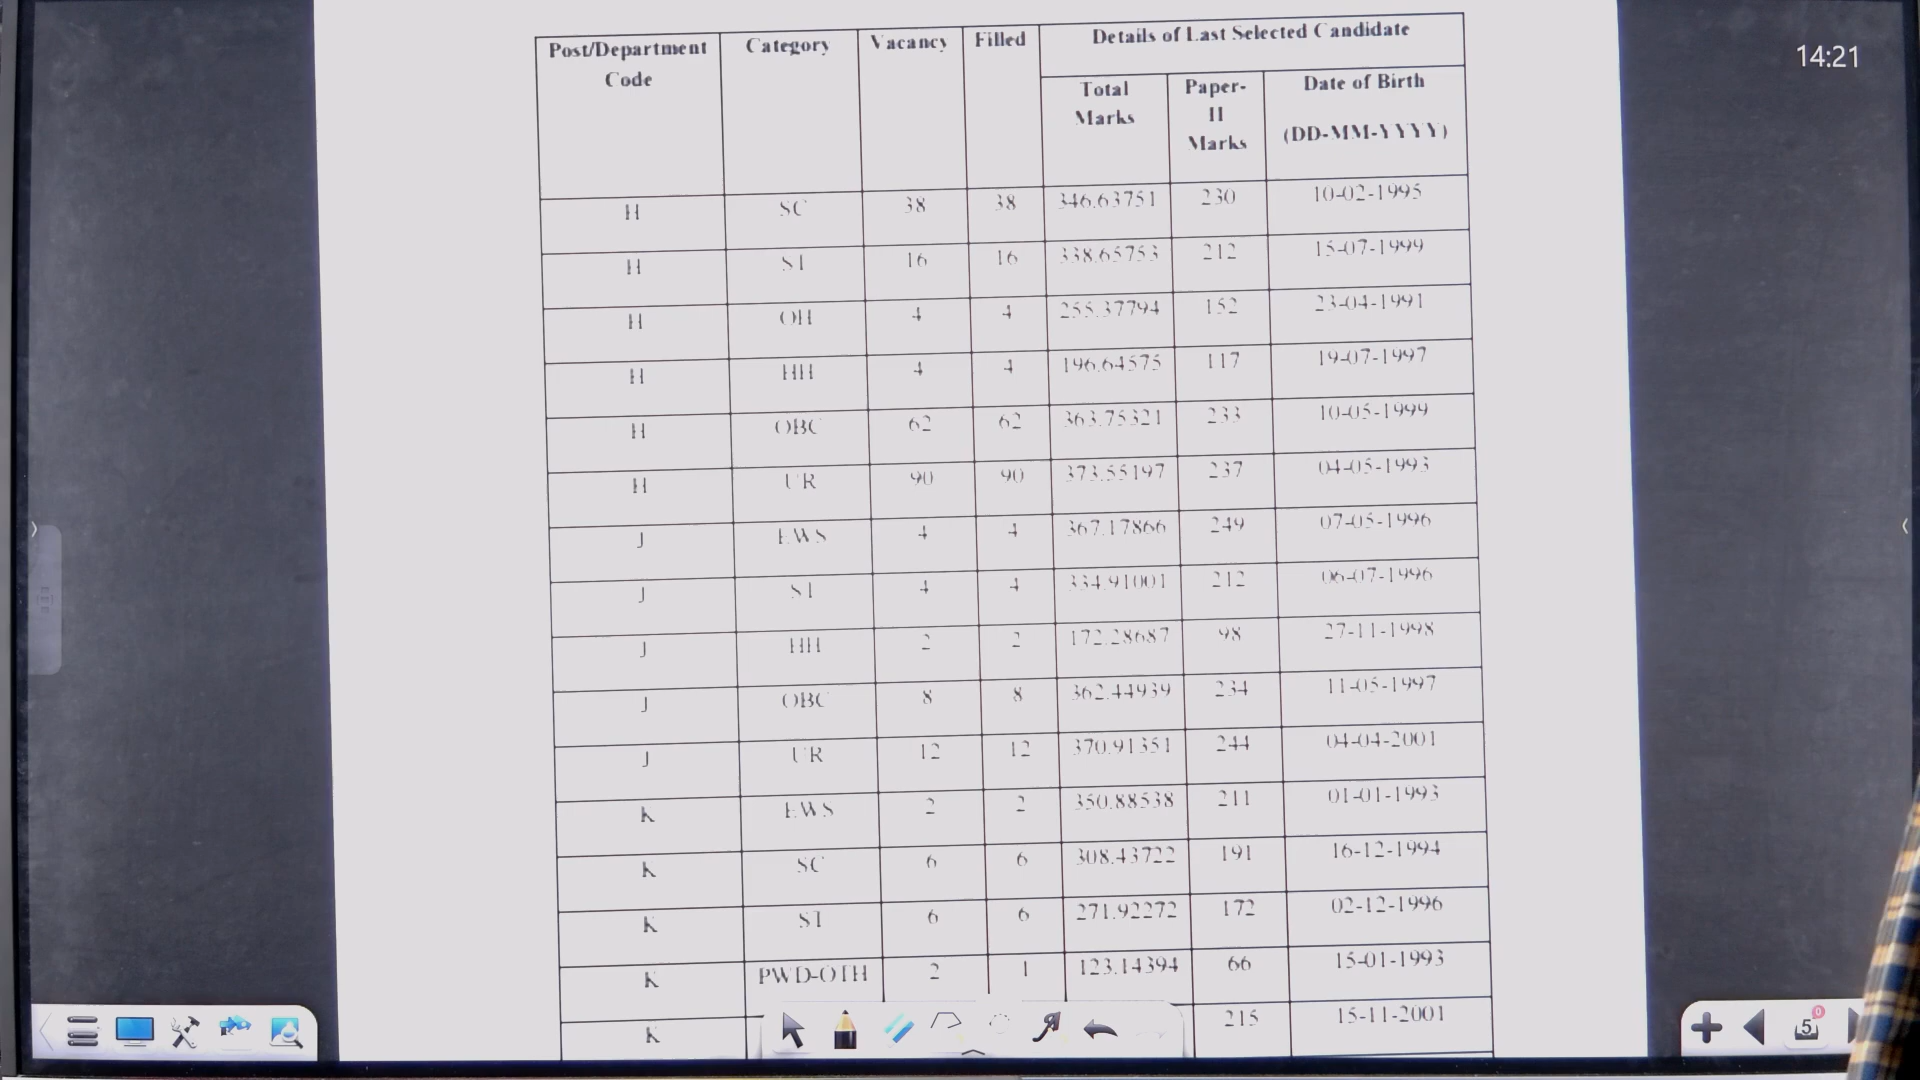 14:21
Post/Department Code Category Vacancy Filled Details of Last Selected Candidate
Total Marks Paper-II Marks Date of Birth (DD-MM-YYYY)
H SC 38 38 346.63751 230 10-02-1995
H ST 16 16 338.65753 212 15-07-1999
H OH 4 4 255.37794 152 23-04-1991
H HH 4 4 196.64575 117 19-07-1997
H OBC 62 62 363.75321 233 10-05-1999
H UR 90 90 373.55197 237 04-05-1993
J EWS 4 4 367.17866 249 07-05-1996
J ST 4 4 334.91001 212 06-07-1996
J HH 2 2 172.28687 98 27-11-1998
J OBC 8 8 362.44939 234 11-05-1997
J UR 12 12 370.91351 244 04-04-2001
K EWS 2 2 350.88538 211 01-01-1993
K SC 6 6 308.43722 191 16-12-1994
K ST 6 6 271.92272 172 02-12-1996
K PWD-OTH 2 1 123.14394 66 15-01-1993
K 215 15-11-2001
5
0